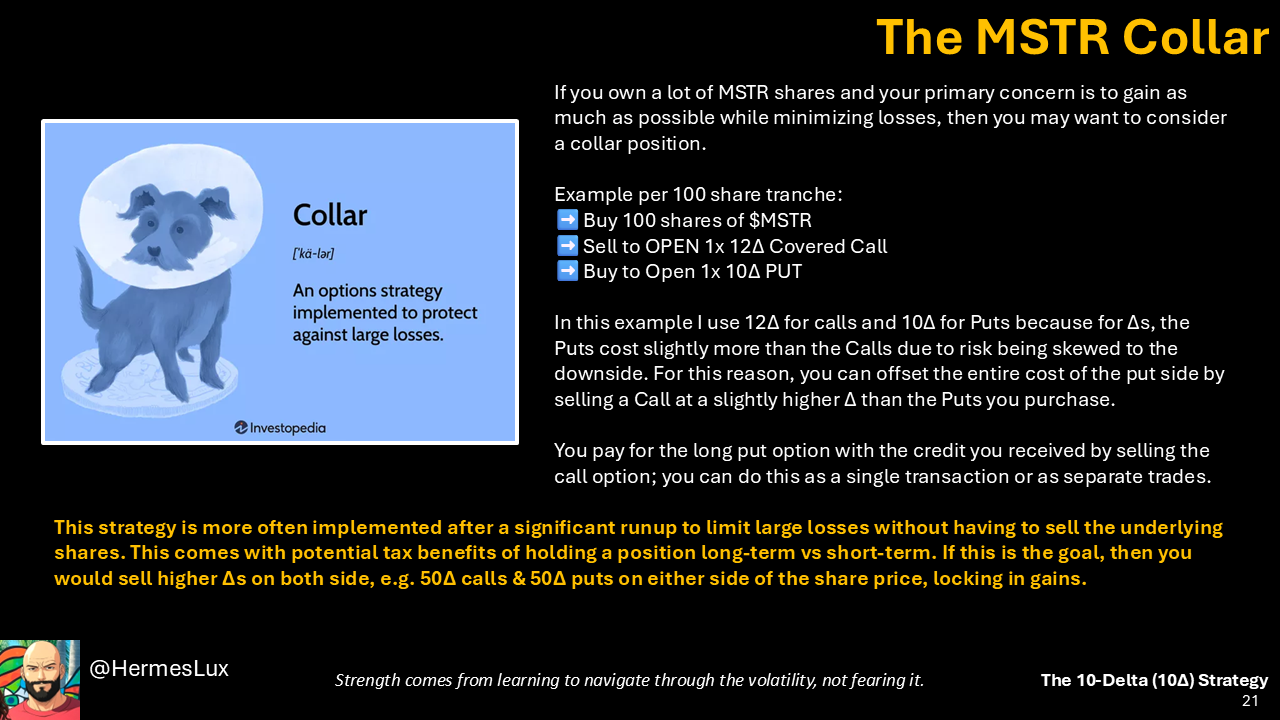 The MSTR Collar
If you own a lot of MSTR shares and your primary concern is to gain as
much as possible while minimizing losses, then you may want to consider
a collar position.
Example per 100 share tranche:
➡️ Buy 100 shares of $MSTR
➡️ Sell to OPEN 1x 12Δ Covered Call
➡️ Buy to Open 1x 10Δ PUT
In this example I use 12Δ for calls and 10Δ for Puts because for Δs, the
Puts cost slightly more than the Calls due to risk being skewed to the
downside. For this reason, you can offset the entire cost of the put side by
selling a Call at a slightly higher Δ than the Puts you purchase.
You pay for the long put option with the credit you received by selling the
call option; you can do this as a single transaction or as separate trades.
Collar
['kä-lər]
An options strategy
implemented to protect
against large losses.
Investopedia
This strategy is more often implemented after a significant runup to limit large losses without having to sell the underlying
shares. This comes with potential tax benefits of holding a position long-term vs short-term. If this is the goal, then you
would sell higher Δs on both side, e.g. 50Δ calls & 50Δ puts on either side of the share price, locking in gains.
@HermesLux
Strength comes from learning to navigate through the volatility, not fearing it.
The 10-Delta (10Δ) Strategy
21